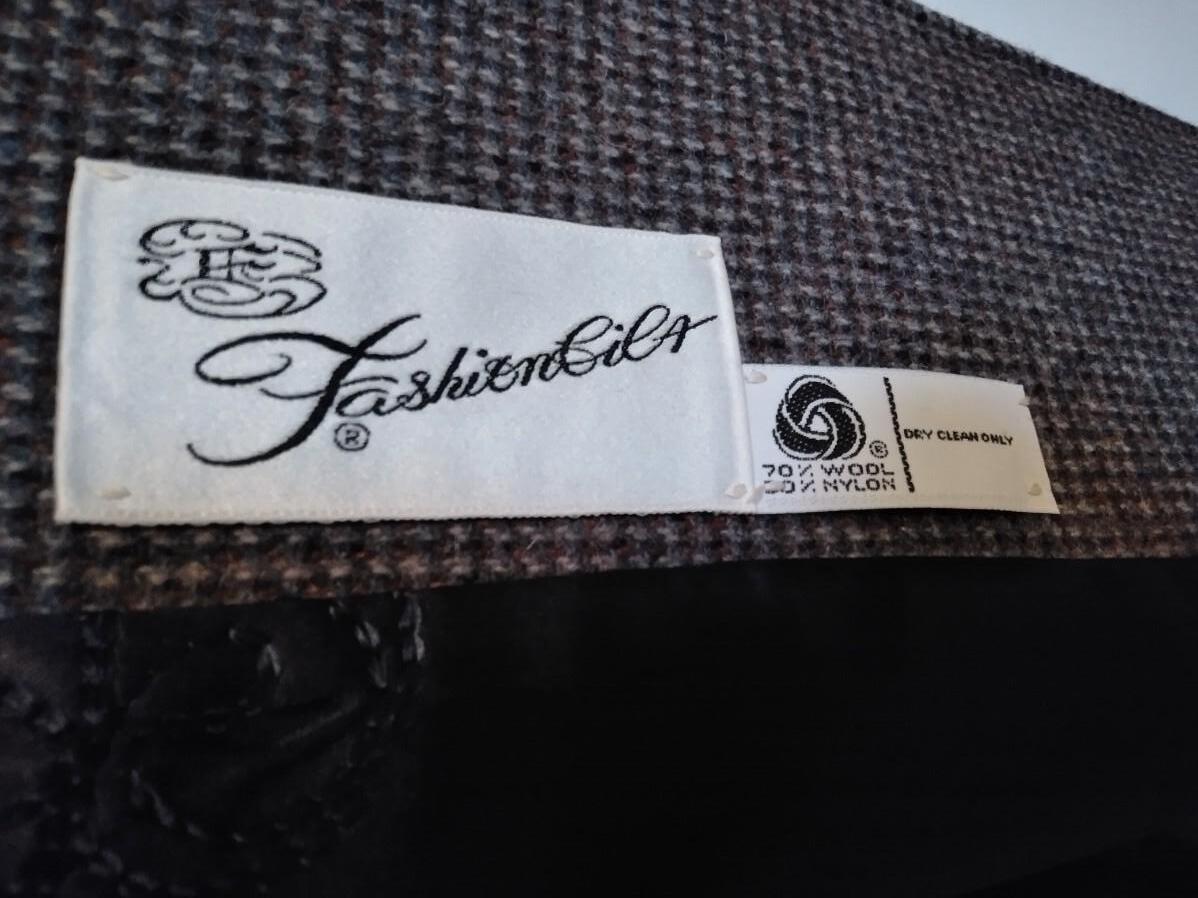 F
Fashionbilt
®
®
70% WOOL
30% NYLON
DRY CLEAN ONLY